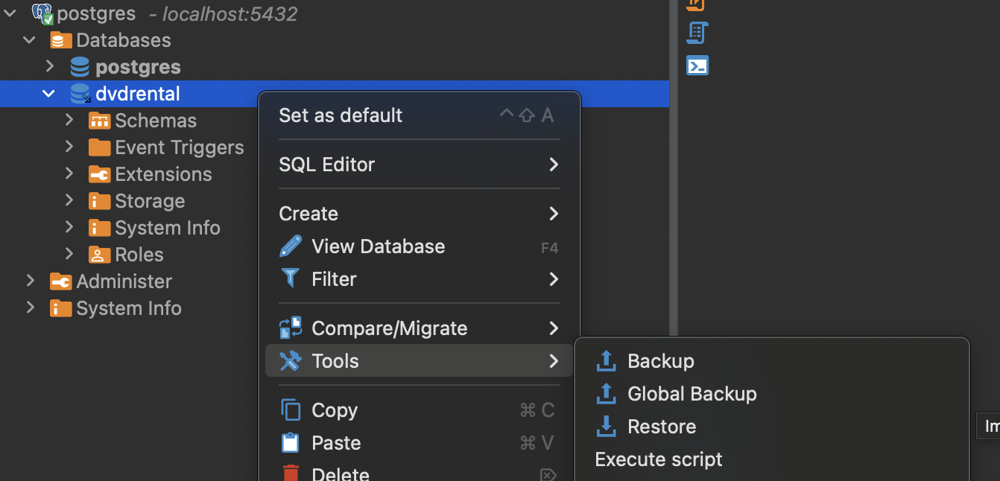 postgres - localhost:5432
Databases
postgres
dvdrental
Schemas
Event Triggers
Extensions
Storage
System Info
Roles
Administer
System Info
Set as default ^⇧ A
SQL Editor
Create
View Database F4
Filter
Compare/Migrate
Tools
Copy ⌘ C
Paste ⌘ V
Delete ⌦
Backup
Global Backup
Restore
Execute script